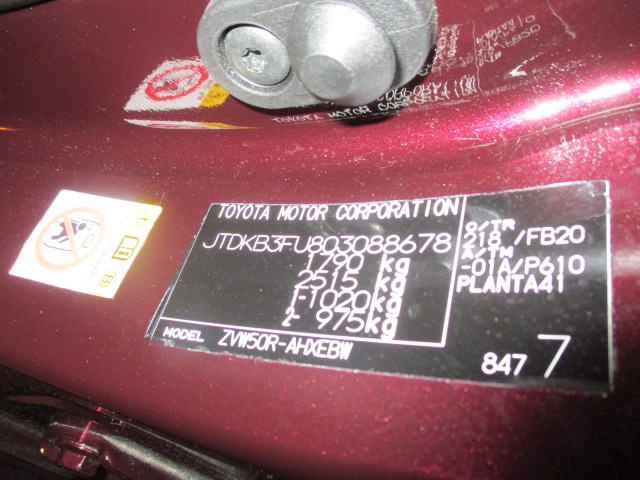 TOYOTA MOTOR CORPORATION
JTDKB3FU803088678
1790 kg
2515 kg
1-1020kg
2- 975kg
MODEL ZVW50R-AHXEBW
C/TR
218 /FB20
A/TM
-01A/P610
PLANTA41
847 7